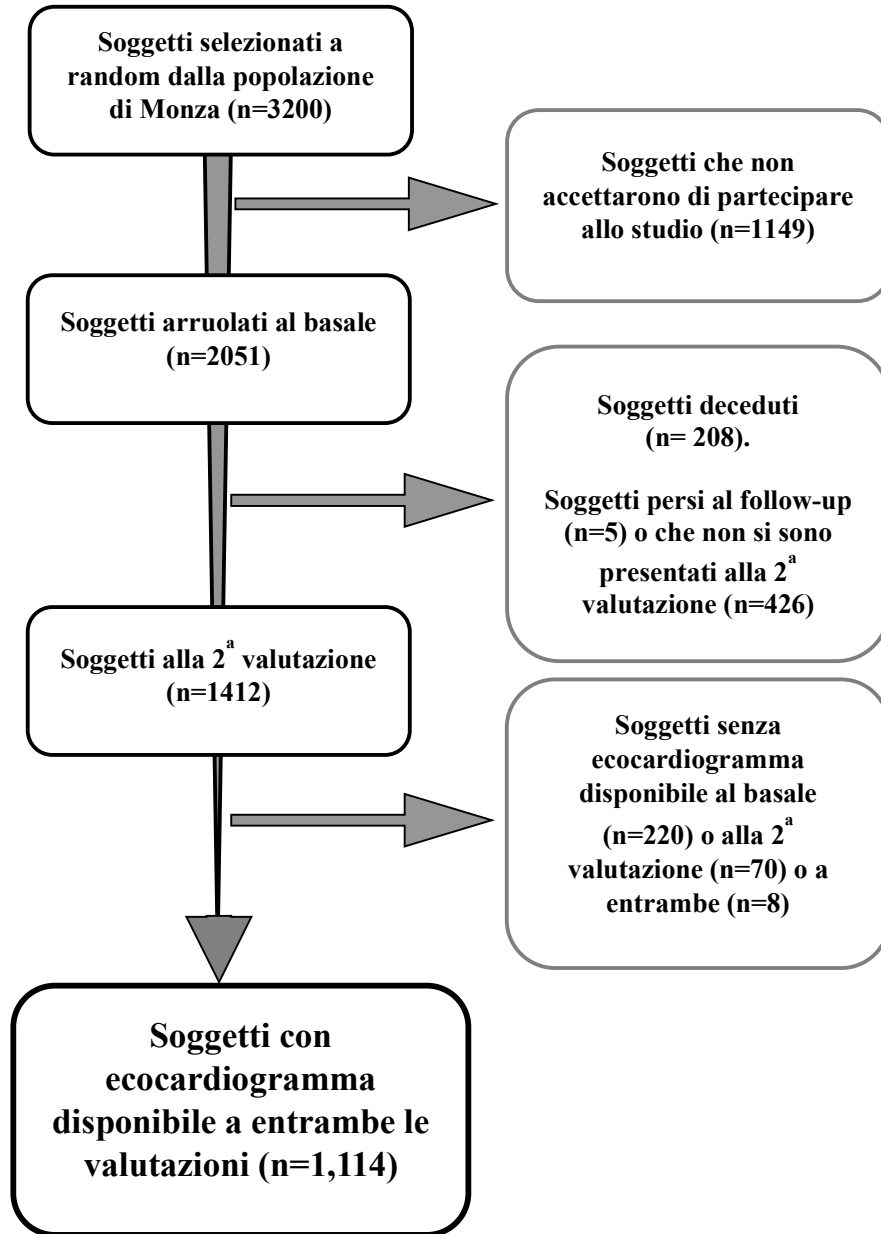 Soggetti selezionati a
random dalla popolazione
di Monza (n=3200)
Soggetti che non
accettarono di partecipare
allo studio (n=1149)
Soggetti arruolati al basale
(n=2051)
Soggetti deceduti
(n= 208).
Soggetti persi al follow-up
(n=5) o che non si sono
presentati alla 2ª
valutazione (n=426)
Soggetti alla 2ª valutazione
(n=1412)
Soggetti senza
ecocardiogramma
disponibile al basale
(n=220) o alla 2ª
valutazione (n=70) o a
entrambe (n=8)
Soggetti con
ecocardiogramma
disponibile a entrambe le
valutazioni (n=1,114)